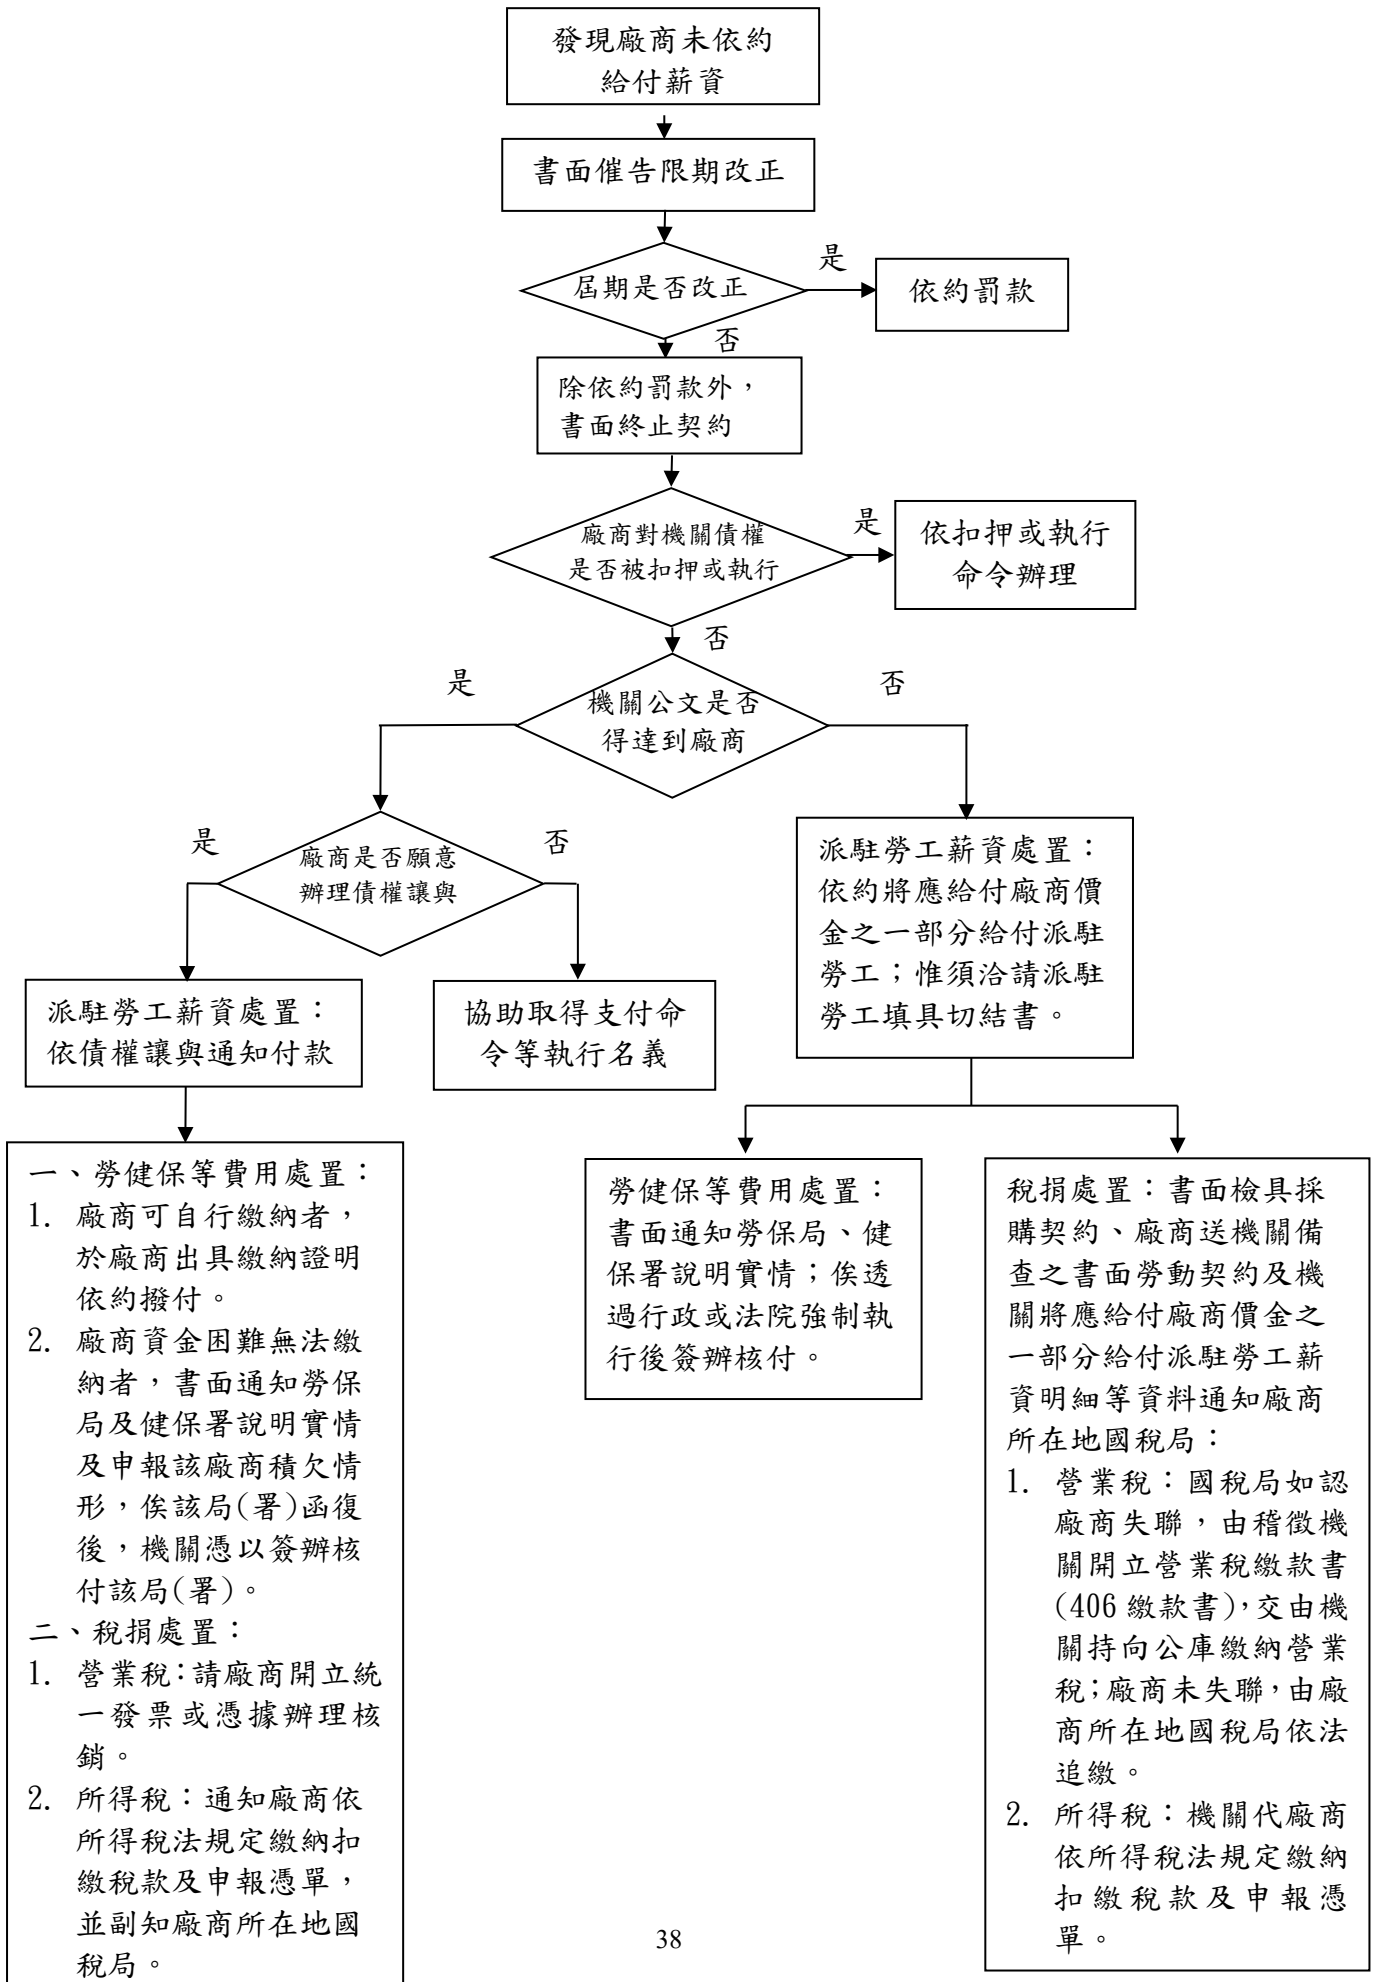 發現廠商未依約
給付薪資
書面催告限期改正
屆期是否改正
是
依約罰款
否
除依約罰款外，
書面終止契約
廠商對機關債權
是否被扣押或執行
是
依扣押或執行
命令辦理
否
機關公文是否
得達到廠商
是
否
廠商是否願意
辦理債權讓與
是
否
派駐勞工薪資處置：
依債權讓與通知付款
協助取得支付命
令等執行名義
派駐勞工薪資處置：
依約將應給付廠商價
金之一部分給付派駐
勞工；惟須洽請派駐
勞工填具切結書。
一、勞健保等費用處置：
1. 廠商可自行繳納者，
於廠商出具繳納證明
依約撥付。
2. 廠商資金困難無法繳
納者，書面通知勞保
局及健保署說明實情
及申報該廠商積欠情
形，俟該局(署)函復
後，機關憑以簽辦核
付該局(署)。
二、稅捐處置：
1. 營業稅：請廠商開立統
一發票或憑據辦理核
銷。
2. 所得稅：通知廠商依
所得稅法規定繳納扣
繳稅款及申報憑單，
並副知廠商所在地國
稅局。
勞健保等費用處置：
書面通知勞保局、健
保署說明實情；俟透
過行政或法院強制執
行後簽辦核付。
稅捐處置：書面檢具採
購契約、廠商送機關備
查之書面勞動契約及機
關將應給付廠商價金之
一部分給付派駐勞工薪
資明細等資料通知廠商
所在地國稅局：
1. 營業稅：國稅局如認
廠商失聯，由稽徵機
關開立營業稅繳款書
(406 繳款書)，交由機
關持向公庫繳納營業
稅；廠商未失聯，由廠
商所在地國稅局依法
追繳。
2. 所得稅：機關代廠商
依所得稅法規定繳納
扣繳稅款及申報憑
單。
38